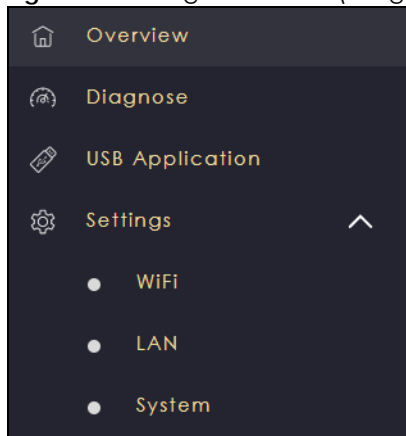 Overview
Diagnose
USB Application
Settings
WiFi
LAN
System